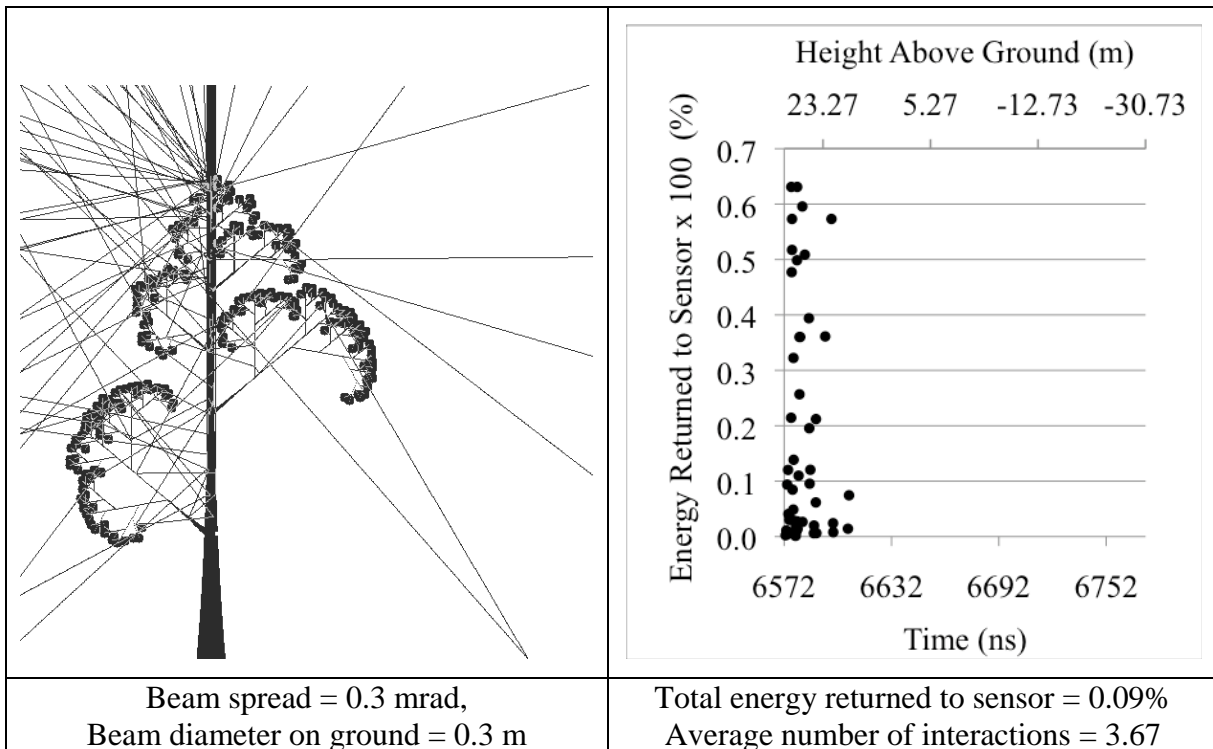 Height Above Ground (m)
23.27 5.27 -12.73 -30.73
Energy Returned to Sensor x 100 (%)
0.7
0.6
0.5
0.4
0.3
0.2
0.1
0.0
6572 6632 6692 6752
Time (ns)
Beam spread = 0.3 mrad,
Beam diameter on ground = 0.3 m
Total energy returned to sensor = 0.09%
Average number of interactions = 3.67